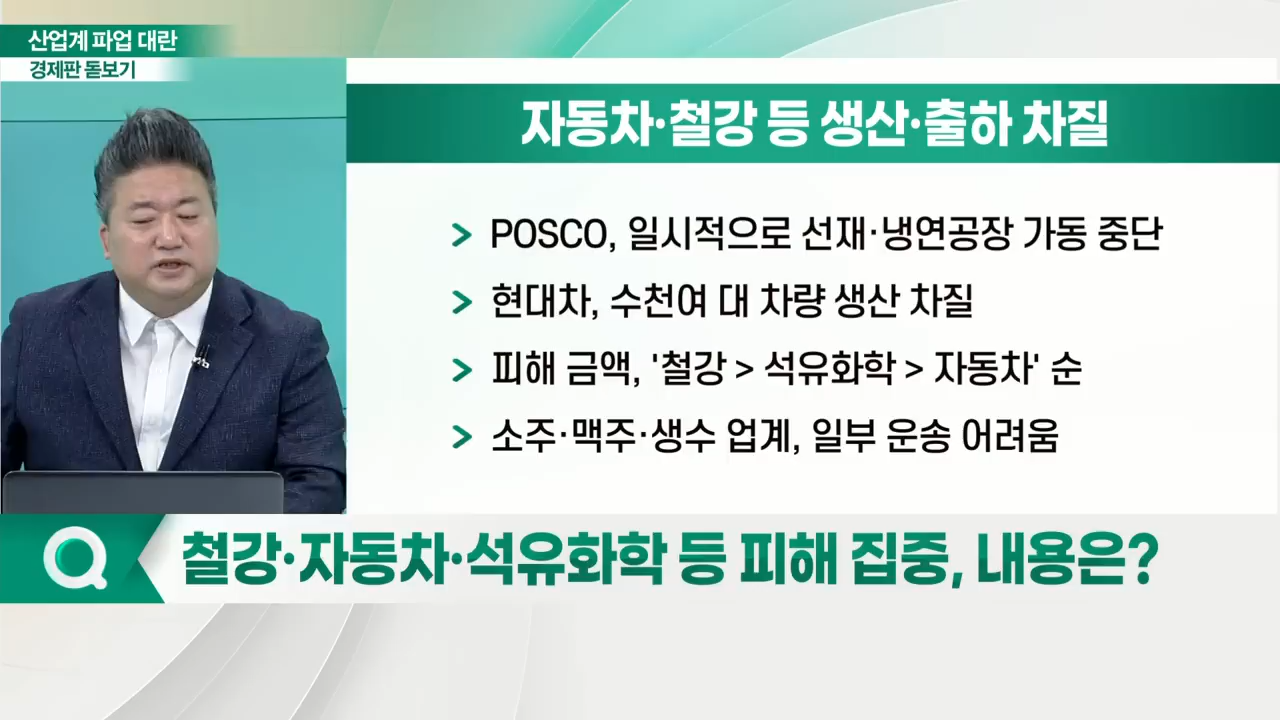 산업계 파업 대란
경제판 돋보기
자동차·철강 등 생산·출하 차질
> POSCO, 일시적으로 선재·냉연공장 가동 중단
> 현대차, 수천여 대 차량 생산 차질
> 피해 금액, '철강 > 석유화학 > 자동차' 순
> 소주·맥주·생수 업계, 일부 운송 어려움
Q 철강·자동차·석유화학 등 피해 집중, 내용은?